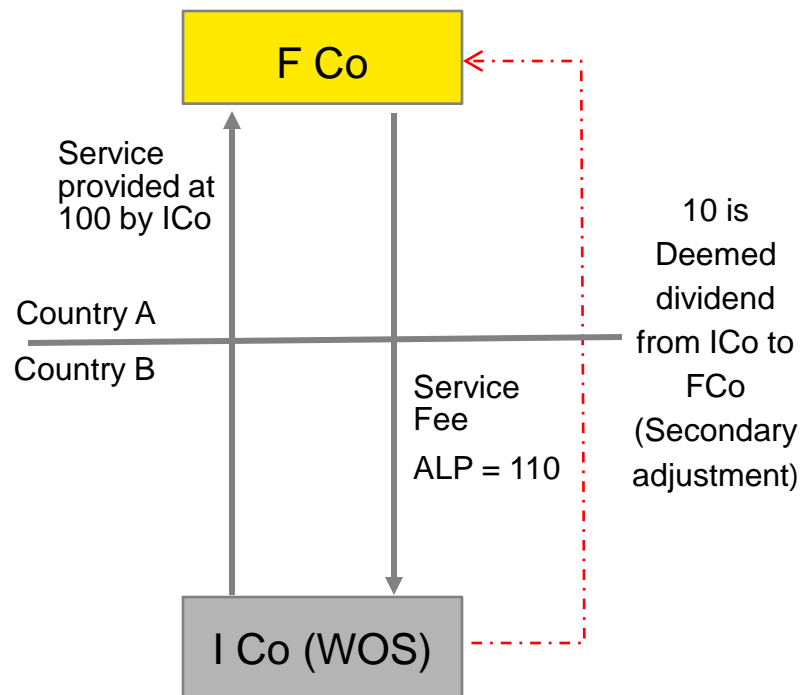 F Co
Service
provided at
100 by ICo
Country A
Country B
Service
Fee
ALP = 110
10 is
Deemed
dividend
from ICo to
FCo
(Secondary
adjustment)
I Co (WOS)